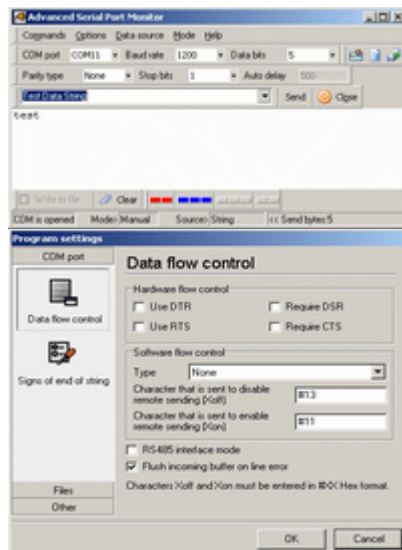 Advanced Serial Port Monitor
Commands Options Data source Mode Help
COM port COM11 Baud rate 1200 Data bits 5
Parity type None Stop bits 1 Auto delay 500
Test Data String Send Close
test
Write to file Clear
COM is opened Mode: Manual Source: String << Send bytes: 5
Program settings
COM port
Data flow control
Hardware flow control
Use DTR Require DSR
Use RTS Require CTS
Data flow control
Software flow control
Type None
Character that is sent to disable remote sending (Xoff) #13
Character that is sent to enable remote sending (Xon) #11
Signs of end of string
RS485 interface mode
Flush incoming buffer on line error
Characters Xoff and Xon must be entered in #XX Hex format.
Files
Other
OK Cancel